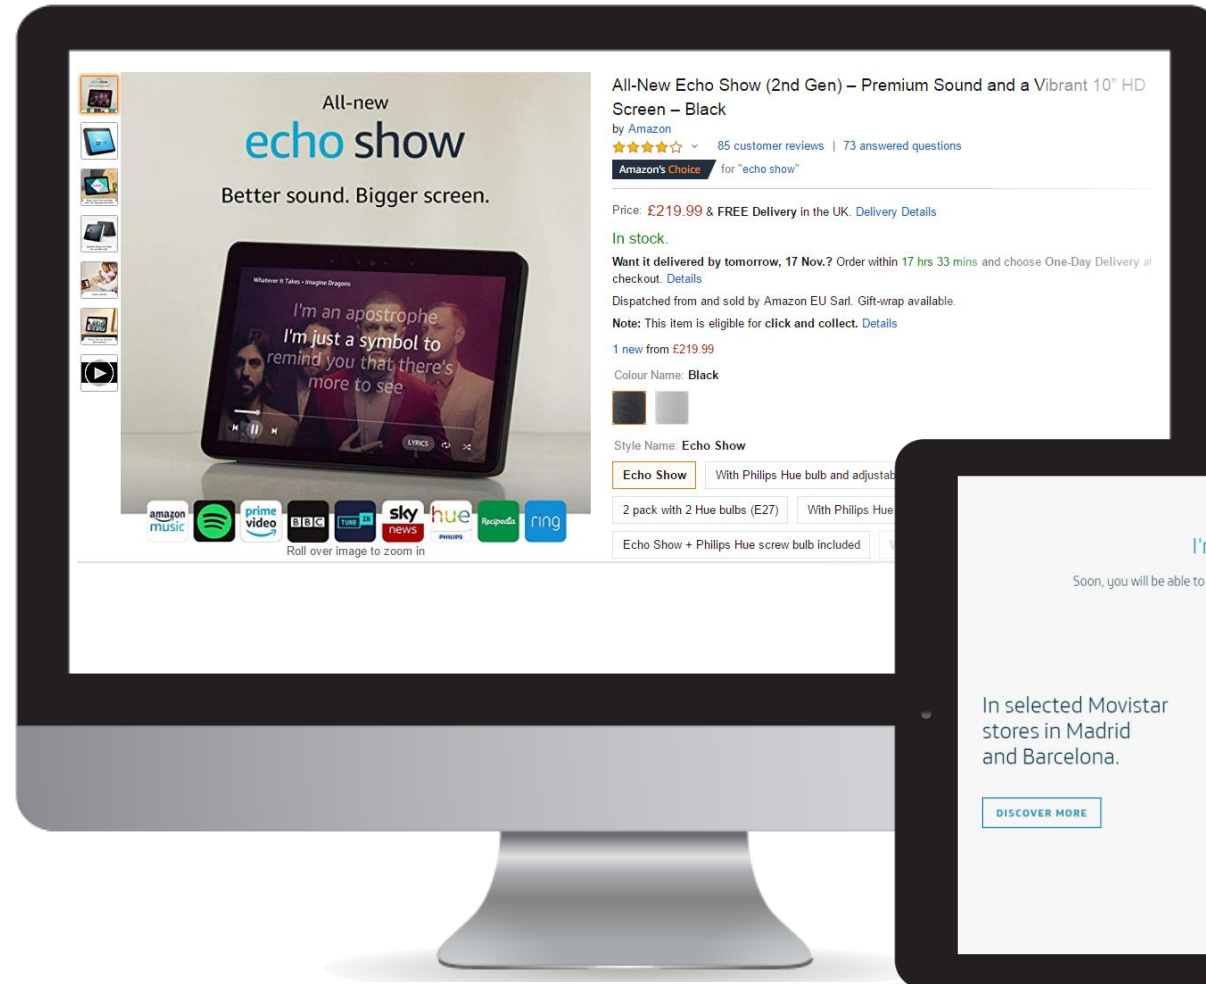 All-new
echo show
Better sound. Bigger screen.
Whatever It Takes • Imagine Dragons
I'm an apostrophe
I'm just a symbol to
remind you that there's
more to see
LYRICS
amazon music
prime video
BBC
TUNE IN
sky news
hue PHILIPS
Recipedia
ring
Roll over image to zoom in
All-New Echo Show (2nd Gen) – Premium Sound and a Vibrant 10" HD
Screen – Black
by Amazon
85 customer reviews | 73 answered questions
Amazon's Choice for "echo show"
Price: £219.99 & FREE Delivery in the UK. Delivery Details
In stock.
Want it delivered by tomorrow, 17 Nov.? Order within 17 hrs 33 mins and choose One-Day Delivery at
checkout. Details
Dispatched from and sold by Amazon EU Sarl. Gift-wrap available.
Note: This item is eligible for click and collect. Details
1 new from £219.99
Colour Name: Black
Style Name: Echo Show
Echo Show With Philips Hue bulb and adjustab
2 pack with 2 Hue bulbs (E27) With Philips Hue
Echo Show + Philips Hue screw bulb included
I'
Soon, you will be able to
In selected Movistar
stores in Madrid
and Barcelona.
DISCOVER MORE